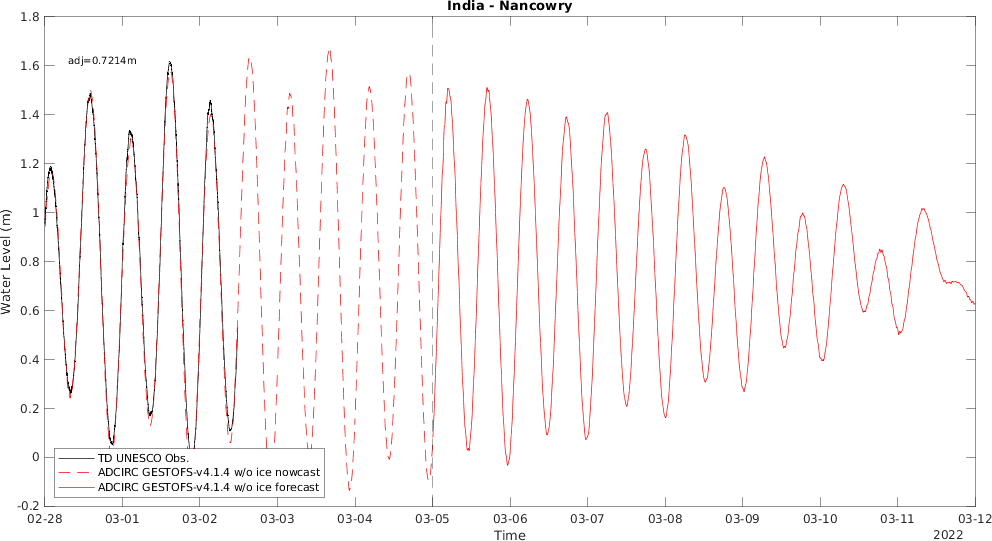 India - Nancowry
1.8
1.6
1.4
1.2
1
0.8
0.6
0.4
0.2
0
-0.2
Water Level (m)
adj=0.7214m
TD UNESCO Obs.
ADCIRC GESTOFS-v4.1.4 w/o ice nowcast
ADCIRC GESTOFS-v4.1.4 w/o ice forecast
02-28 03-01 03-02 03-03 03-04 03-05 03-06 03-07 03-08 03-09 03-10 03-11 03-12
Time
2022